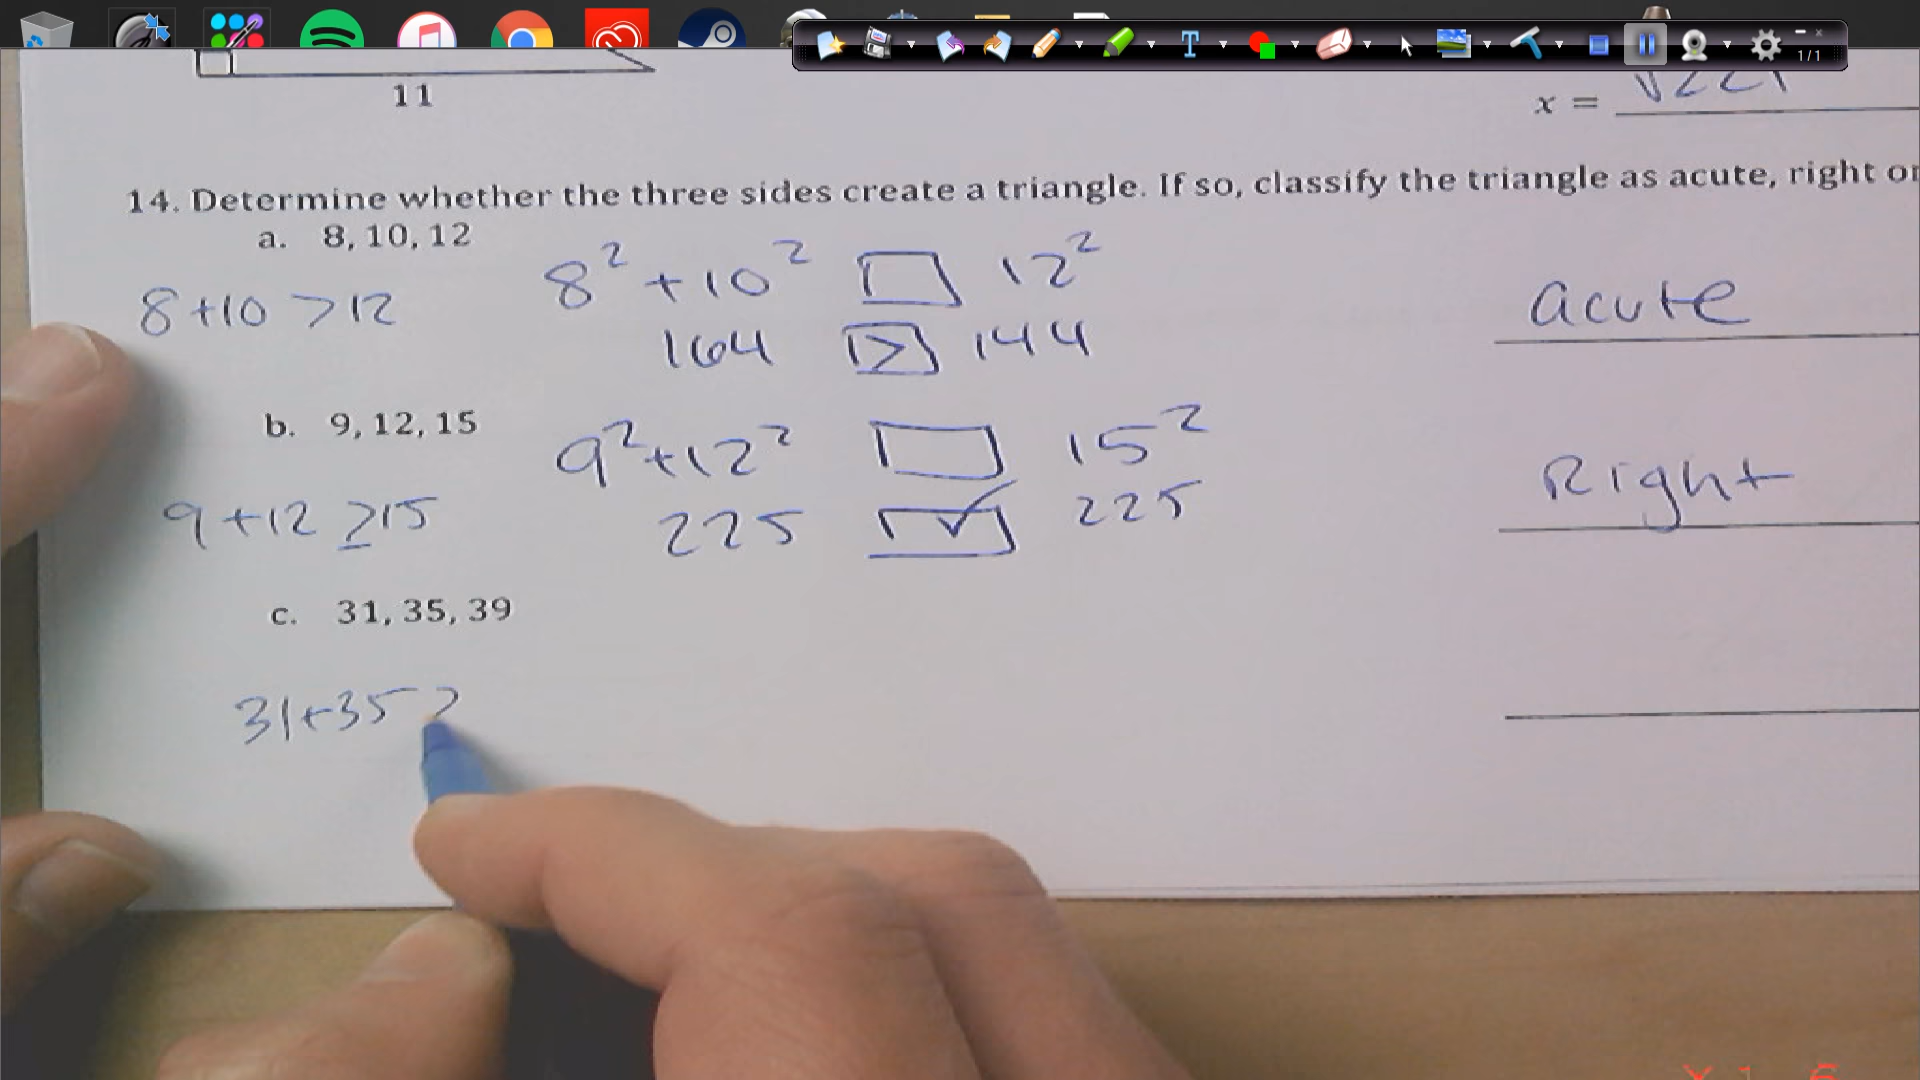 1/1
11
x = √221
14. Determine whether the three sides create a triangle. If so, classify the triangle as acute, right or
a. 8, 10, 12
8² + 10² 12²
8 + 10 > 12
164 > 144
acute
b. 9, 12, 15
9² + 12² 15²
9 + 12 ≥ 15
225 ✓ 225
Right
c. 31, 35, 39
31 + 35 >